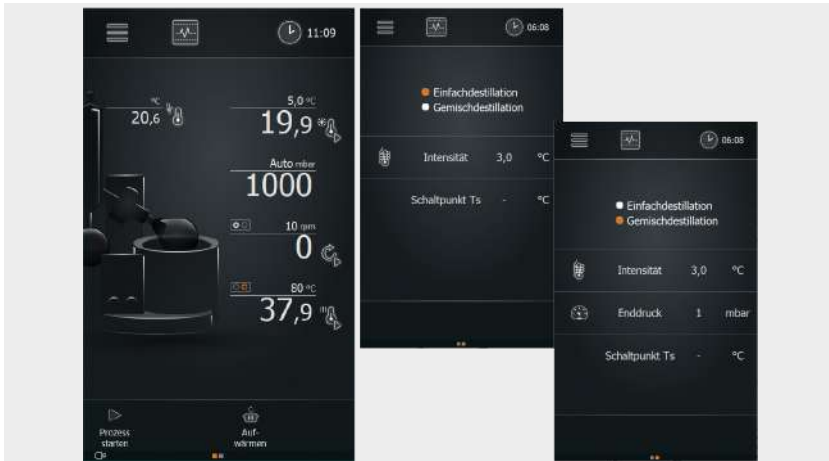 11:09
°C
20,6
5,0 °C
19,9
Auto mbar
1000
10 rpm
0
80 °C
37,9
Prozess
starten
Auf-
wärmen
06:08
Einfachdestillation
Gemischdestillation
Intensität 3,0 °C
Schaltpunkt Ts - °C
06:08
Einfachdestillation
Gemischdestillation
Intensität 3,0 °C
Enddruck 1 mbar
Schaltpunkt Ts - °C